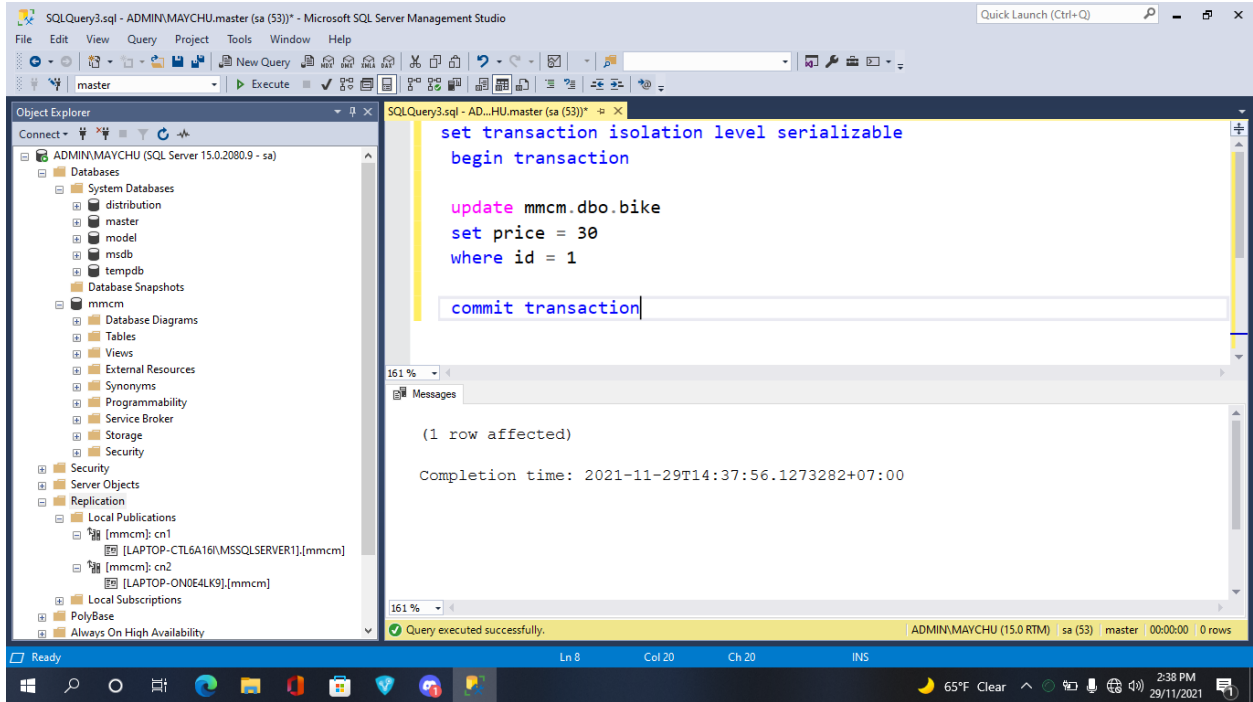 SQLQuery3.sql - ADMIN\MAYCHU.master (sa (53))* - Microsoft SQL Server Management Studio
Quick Launch (Ctrl+Q)
File Edit View Query Project Tools Window Help
New Query
master
Execute
Object Explorer
Connect
ADMIN\MAYCHU (SQL Server 15.0.2080.9 - sa)
Databases
System Databases
distribution
master
model
msdb
tempdb
Database Snapshots
mmcm
Database Diagrams
Tables
Views
External Resources
Synonyms
Programmability
Service Broker
Storage
Security
Security
Server Objects
Replication
Local Publications
[mmcm]: cn1
[LAPTOP-CTL6A16I\MSSQLSERVER1].[mmcm]
[mmcm]: cn2
[LAPTOP-ON0E4LK9].[mmcm]
Local Subscriptions
PolyBase
Always On High Availability
SQLQuery3.sql - AD...HU.master (sa (53))*
set transaction isolation level serializable
begin transaction
update mmcm.dbo.bike
set price = 30
where id = 1
commit transaction
161 %
Messages
(1 row affected)
Completion time: 2021-11-29T14:37:56.1273282+07:00
161 %
Query executed successfully.
ADMIN\MAYCHU (15.0 RTM) sa (53) master 00:00:00 0 rows
Ready
Ln 8 Col 20 Ch 20 INS
65°F Clear
2:38 PM
29/11/2021